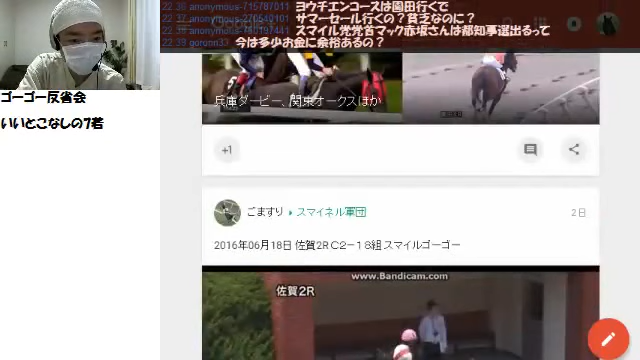 22:36 anonymous-715787011 ヨウチエンコースは園田行くで
22:37 anonymous-270540101 サマーセール行くの？貧乏なのに？
スマイル党党首マック赤坂さんは都知事選出るって
22:39 gorunn33 今は多少お金に余裕あるの？
ゴーゴー反省会
いいとこなしの7着
兵庫ダービー、関東オークスほか
+1
ごますり ▸ スマイネル軍団
2日
2016年06月18日 佐賀2R C2－１８組 スマイルゴーゴー
www.Bandicam.com
佐賀2R